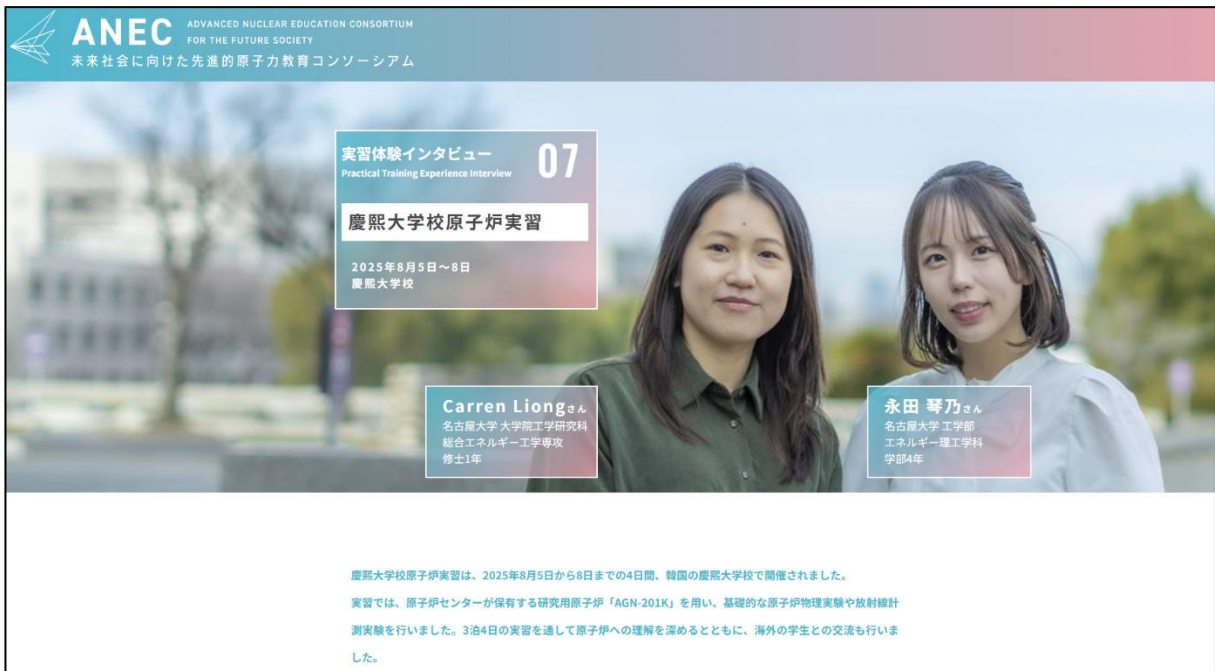 ANEC
ADVANCED NUCLEAR EDUCATION CONSORTIUM
FOR THE FUTURE SOCIETY
未来社会に向けた先進的原子力教育コンソーシアム
実習体験インタビュー
Practical Training Experience Interview
07
慶熙大学校原子炉実習
2025年8月5日～8日
慶熙大学校
Carren Liongさん
名古屋大学 大学院工学研究科
総合エネルギー工学専攻
修士1年
永田 琴乃さん
名古屋大学 工学部
エネルギー理工学科
学部4年
慶熙大学校原子炉実習は、2025年8月5日から8日までの4日間、韓国の慶熙大学校で開催されました。
実習では、原子炉センターが保有する研究用原子炉「AGN-201K」を用い、基礎的な原子炉物理実験や放射線計
測実験を行いました。3泊4日の実習を通して原子炉への理解を深めるとともに、海外の学生との交流も行いま
した。